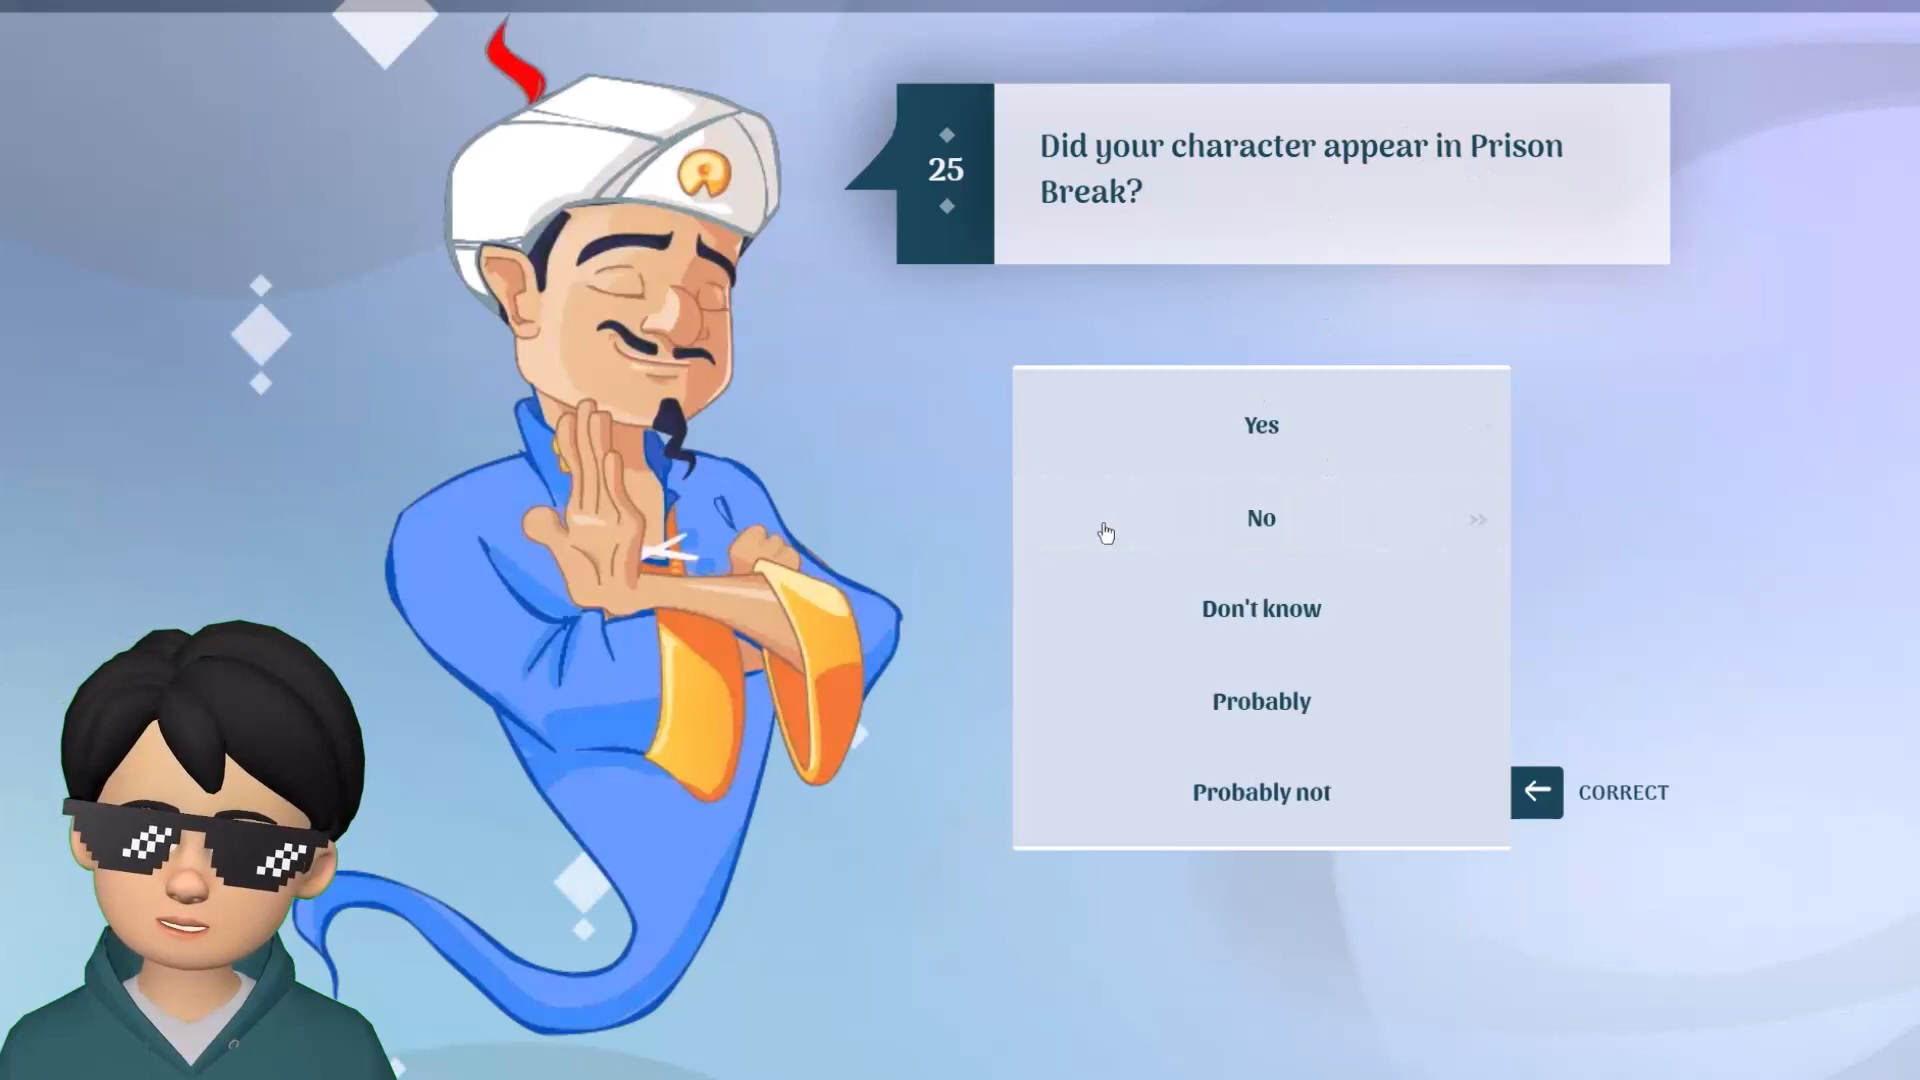 25
Did your character appear in Prison
Break?
Yes
No
Don't know
Probably
Probably not
CORRECT